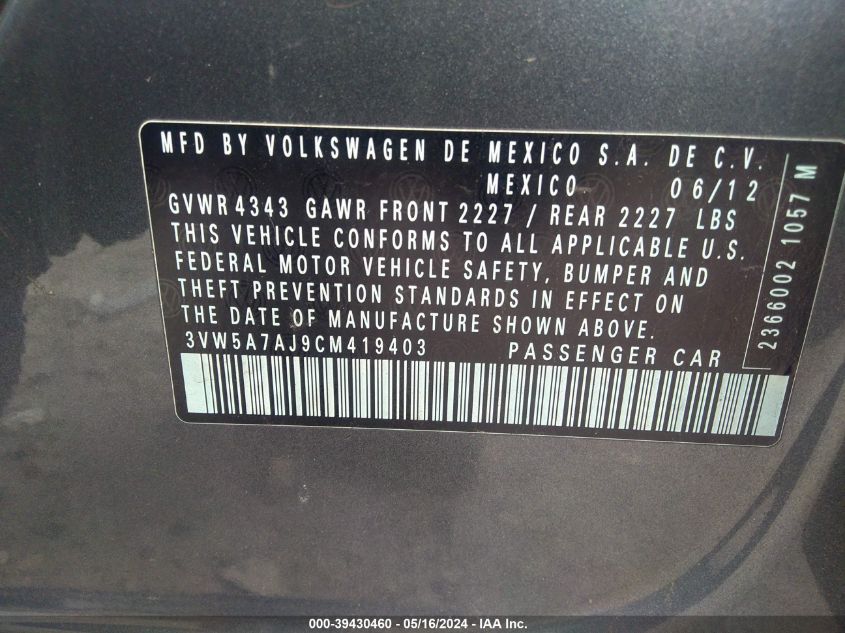 MFD BY VOLKSWAGEN DE MEXICO S.A. DE C.V.
MEXICO 06/12
GVWR 4343 GAWR FRONT 2227 / REAR 2227 LBS
THIS VEHICLE CONFORMS TO ALL APPLICABLE U.S.
FEDERAL MOTOR VEHICLE SAFETY, BUMPER AND
THEFT PREVENTION STANDARDS IN EFFECT ON
THE DATE OF MANUFACTURE SHOWN ABOVE.
3VW5A7AJ9CM419403 PASSENGER CAR
2366002 1057 M
000-39430460 - 05/16/2024 - IAA Inc.